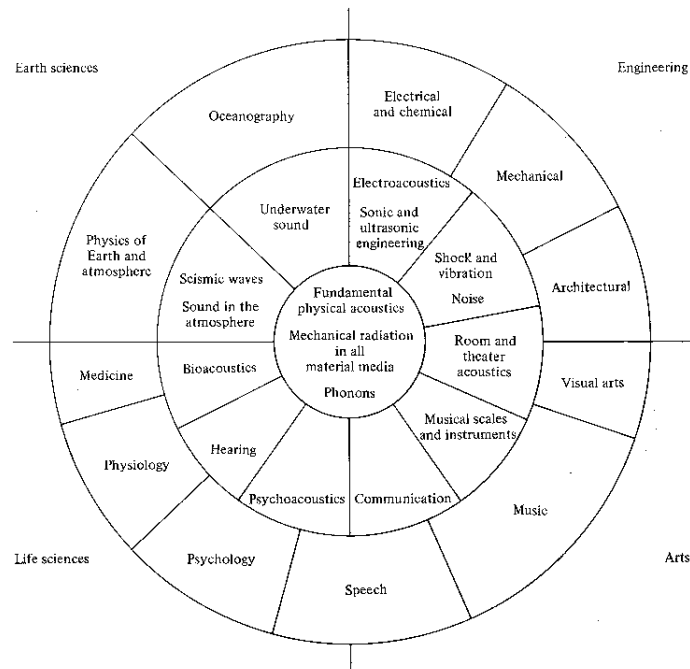 Earth sciences
Engineering
Electrical
and chemical
Oceanography
Mechanical
Electroacoustics
Sonic and
ultrasonic
engineering
Underwater
sound
Physics of
Earth and
atmosphere
Shock and
vibration
Noise
Seismic waves
Sound in the
atmosphere
Architectural
Fundamental
physical acoustics
Mechanical radiation
in all
material media
Phonons
Room and
theater
acoustics
Medicine
Bioacoustics
Visual arts
Musical scales
and instruments
Hearing
Physiology
Psychoacoustics
Communication
Music
Life sciences
Psychology
Speech
Arts